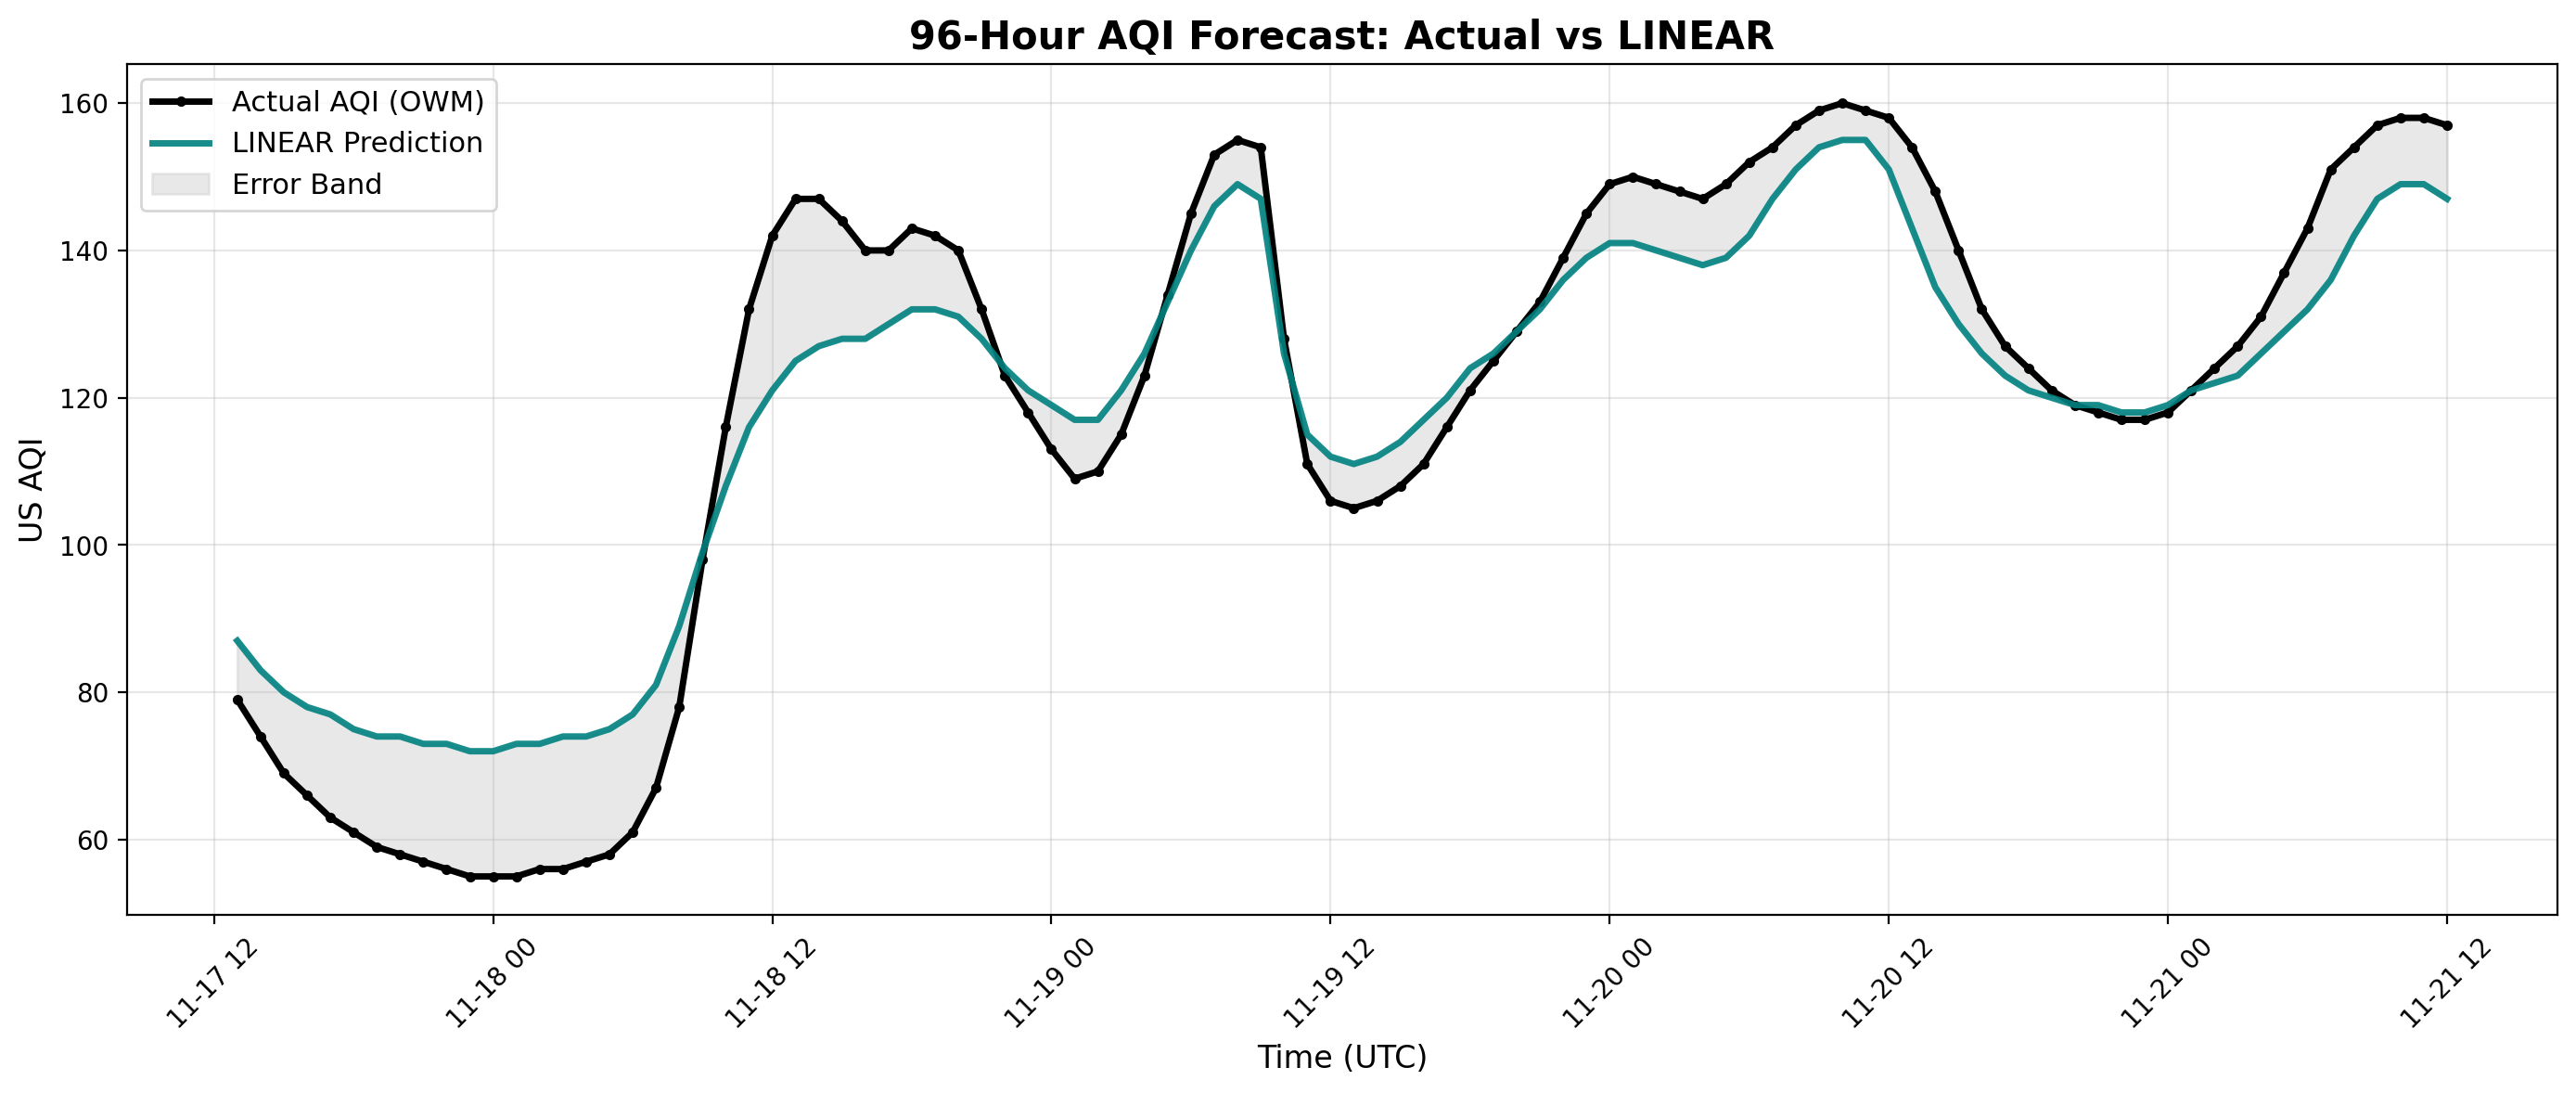 96-Hour AQI Forecast: Actual vs LINEAR
Actual AQI (OWM)
LINEAR Prediction
Error Band
US AQI
160
140
120
100
80
60
11-17 12
11-18 00
11-18 12
11-19 00
11-19 12
11-20 00
11-20 12
11-21 00
11-21 12
Time (UTC)